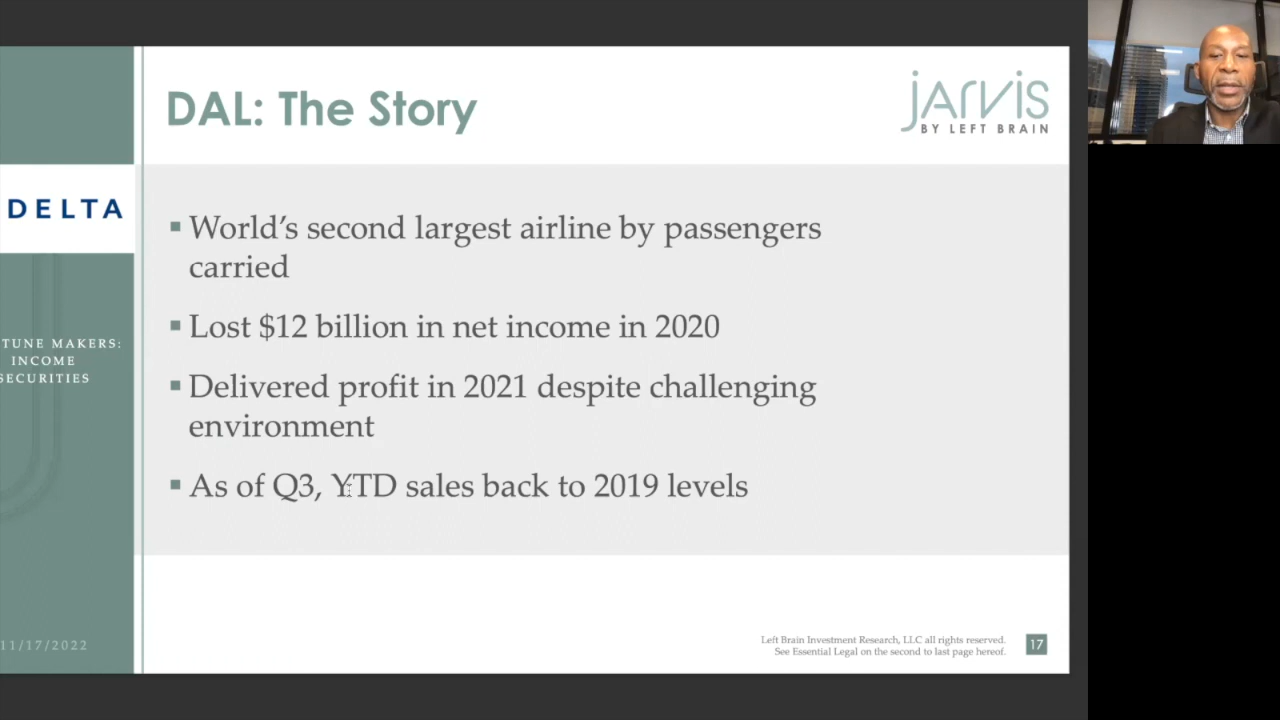 DAL: The Story
jarvis
BY LEFT BRAIN
DELTA
▪ World’s second largest airline by passengers
carried
▪ Lost $12 billion in net income in 2020
▪ Delivered profit in 2021 despite challenging
environment
▪ As of Q3, YTD sales back to 2019 levels
TUNE MAKERS:
INCOME
SECURITIES
11/17/2022
Left Brain Investment Research, LLC all rights reserved.
See Essential Legal on the second to last page hereof.
17